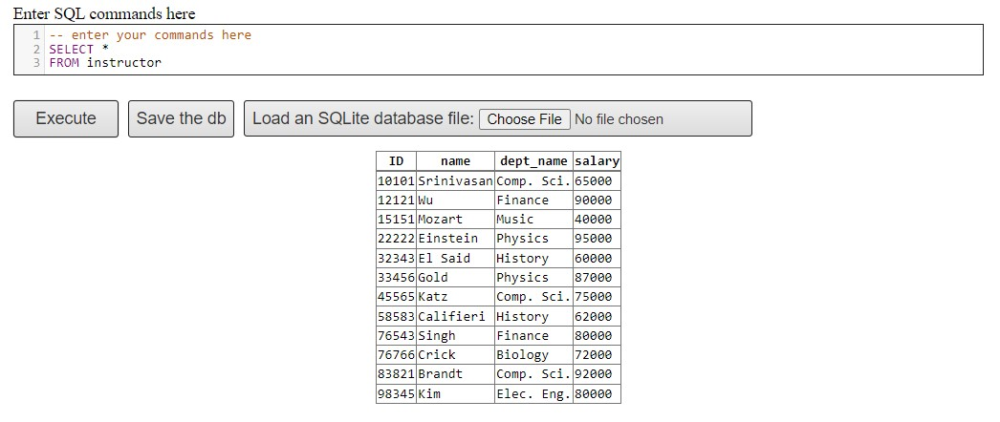 Enter SQL commands here
1 -- enter your commands here
2 SELECT *
3 FROM instructor
Execute Save the db Load an SQLite database file: Choose File No file chosen
ID name dept_name salary
10101 Srinivasan Comp. Sci. 65000
12121 Wu Finance 90000
15151 Mozart Music 40000
22222 Einstein Physics 95000
32343 El Said History 60000
33456 Gold Physics 87000
45565 Katz Comp. Sci. 75000
58583 Califieri History 62000
76543 Singh Finance 80000
76766 Crick Biology 72000
83821 Brandt Comp. Sci. 92000
98345 Kim Elec. Eng. 80000